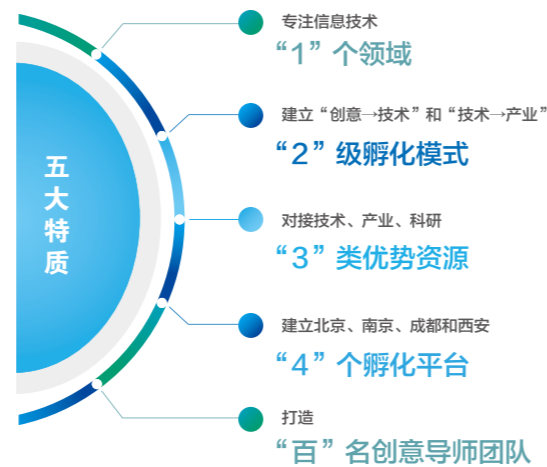 五大特质
专注信息技术
“1”个领域
建立“创意→技术”和“技术→产业”
“2”级孵化模式
对接技术、产业、科研
“3”类优势资源
建立北京、南京、成都和西安
“4”个孵化平台
打造
“百”名创意导师团队